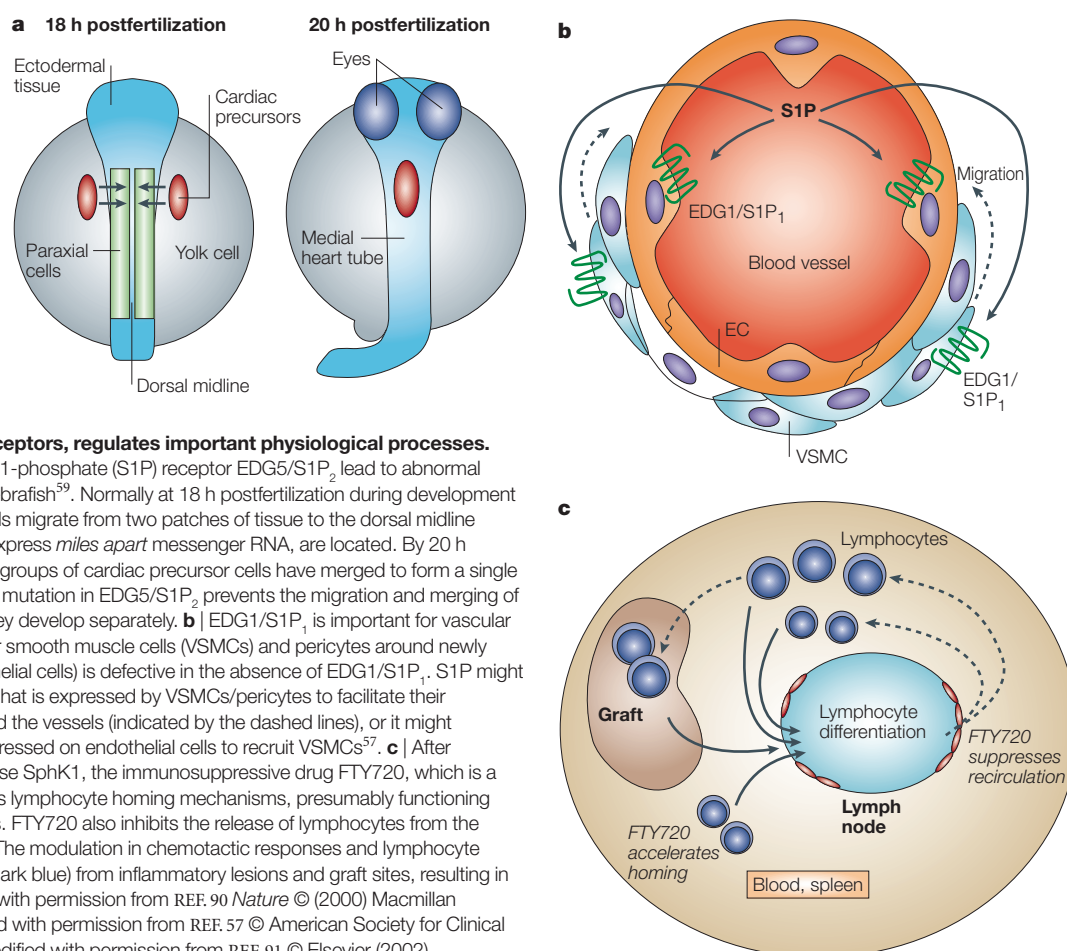 a 18 h postfertilization
20 h postfertilization
Ectodermal
tissue
Cardiac
precursors
Paraxial
cells
Yolk cell
Dorsal midline
Eyes
Medial
heart tube
b
S1P
EDG1/S1P₁
Migration
Blood vessel
EC
EDG1/
S1P₁
VSMC
ceptors, regulates important physiological processes.
1-phosphate (S1P) receptor EDG5/S1P₂ lead to abnormal
brafish⁵⁹. Normally at 18 h postfertilization during development
ls migrate from two patches of tissue to the dorsal midline
xpress miles apart messenger RNA, are located. By 20 h
groups of cardiac precursor cells have merged to form a single
mutation in EDG5/S1P₂ prevents the migration and merging of
ey develop separately. b | EDG1/S1P₁ is important for vascular
r smooth muscle cells (VSMCs) and pericytes around newly
elial cells) is defective in the absence of EDG1/S1P₁. S1P might
hat is expressed by VSMCs/pericytes to facilitate their
d the vessels (indicated by the dashed lines), or it might
ressed on endothelial cells to recruit VSMCs⁵⁷. c | After
se SphK1, the immunosuppressive drug FTY720, which is a
s lymphocyte homing mechanisms, presumably functioning
s. FTY720 also inhibits the release of lymphocytes from the
The modulation in chemotactic responses and lymphocyte
ark blue) from inflammatory lesions and graft sites, resulting in
with permission from REF. 90 Nature © (2000) Macmillan
d with permission from REF. 57 © American Society for Clinical
dified with permission from REF. 91 © Elsevier (2002).
c
Lymphocytes
Graft
Lymphocyte
differentiation
FTY720
suppresses
recirculation
Lymph
node
FTY720
accelerates
homing
Blood, spleen